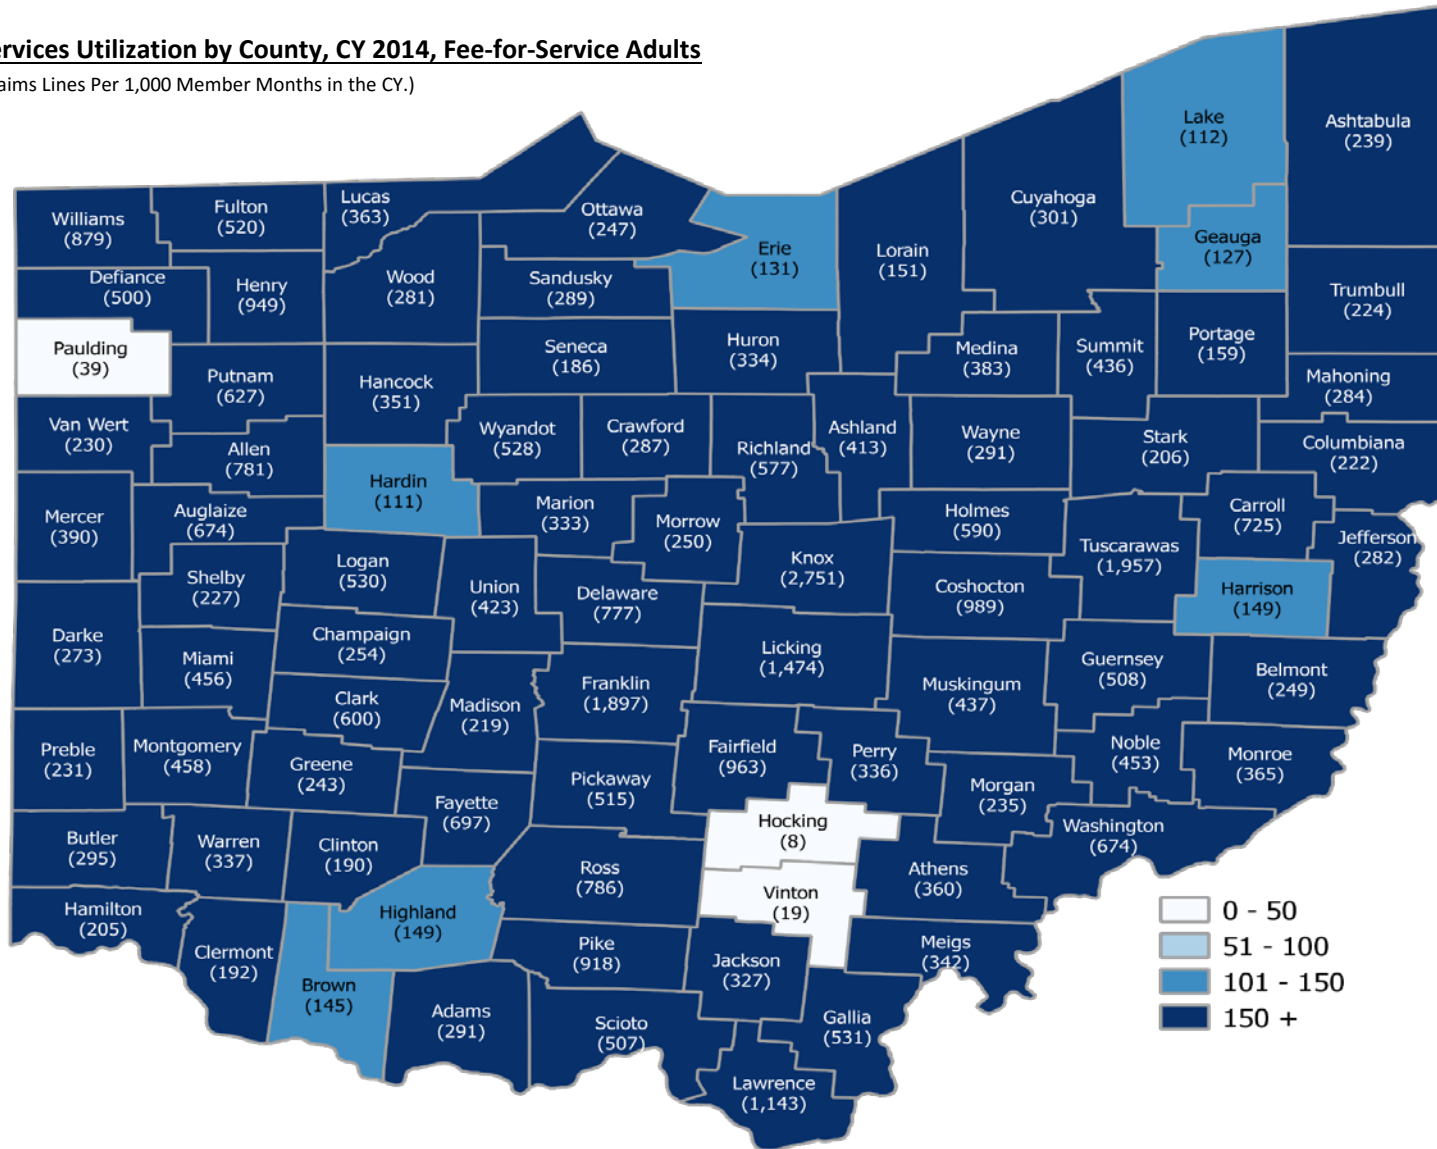 ervices Utilization by County, CY 2014, Fee-for-Service Adults
laims Lines Per 1,000 Member Months in the CY.)
Lake
(112)
Ashtabula
(239)
Williams
(879)
Fulton
(520)
Lucas
(363)
Ottawa
(247)
Erie
(131)
Lorain
(151)
Cuyahoga
(301)
Geauga
(127)
Defiance
(500)
Henry
(949)
Wood
(281)
Sandusky
(289)
Trumbull
(224)
Paulding
(39)
Putnam
(627)
Hancock
(351)
Seneca
(186)
Huron
(334)
Medina
(383)
Summit
(436)
Portage
(159)
Mahoning
(284)
Van Wert
(230)
Allen
(781)
Wyandot
(528)
Crawford
(287)
Richland
(577)
Ashland
(413)
Wayne
(291)
Stark
(206)
Columbiana
(222)
Mercer
(390)
Auglaize
(674)
Hardin
(111)
Marion
(333)
Morrow
(250)
Holmes
(590)
Carroll
(725)
Jefferson
(282)
Shelby
(227)
Logan
(530)
Union
(423)
Delaware
(777)
Knox
(2,751)
Coshocton
(989)
Tuscarawas
(1,957)
Harrison
(149)
Darke
(273)
Miami
(456)
Champaign
(254)
Clark
(600)
Madison
(219)
Franklin
(1,897)
Licking
(1,474)
Muskingum
(437)
Guernsey
(508)
Belmont
(249)
Preble
(231)
Montgomery
(458)
Greene
(243)
Fayette
(697)
Pickaway
(515)
Fairfield
(963)
Perry
(336)
Morgan
(235)
Noble
(453)
Monroe
(365)
Butler
(295)
Warren
(337)
Clinton
(190)
Ross
(786)
Hocking
(8)
Vinton
(19)
Athens
(360)
Washington
(674)
Hamilton
(205)
Clermont
(192)
Highland
(149)
Brown
(145)
Pike
(918)
Jackson
(327)
Meigs
(342)
Adams
(291)
Scioto
(507)
Gallia
(531)
Lawrence
(1,143)
0 - 50
51 - 100
101 - 150
150 +